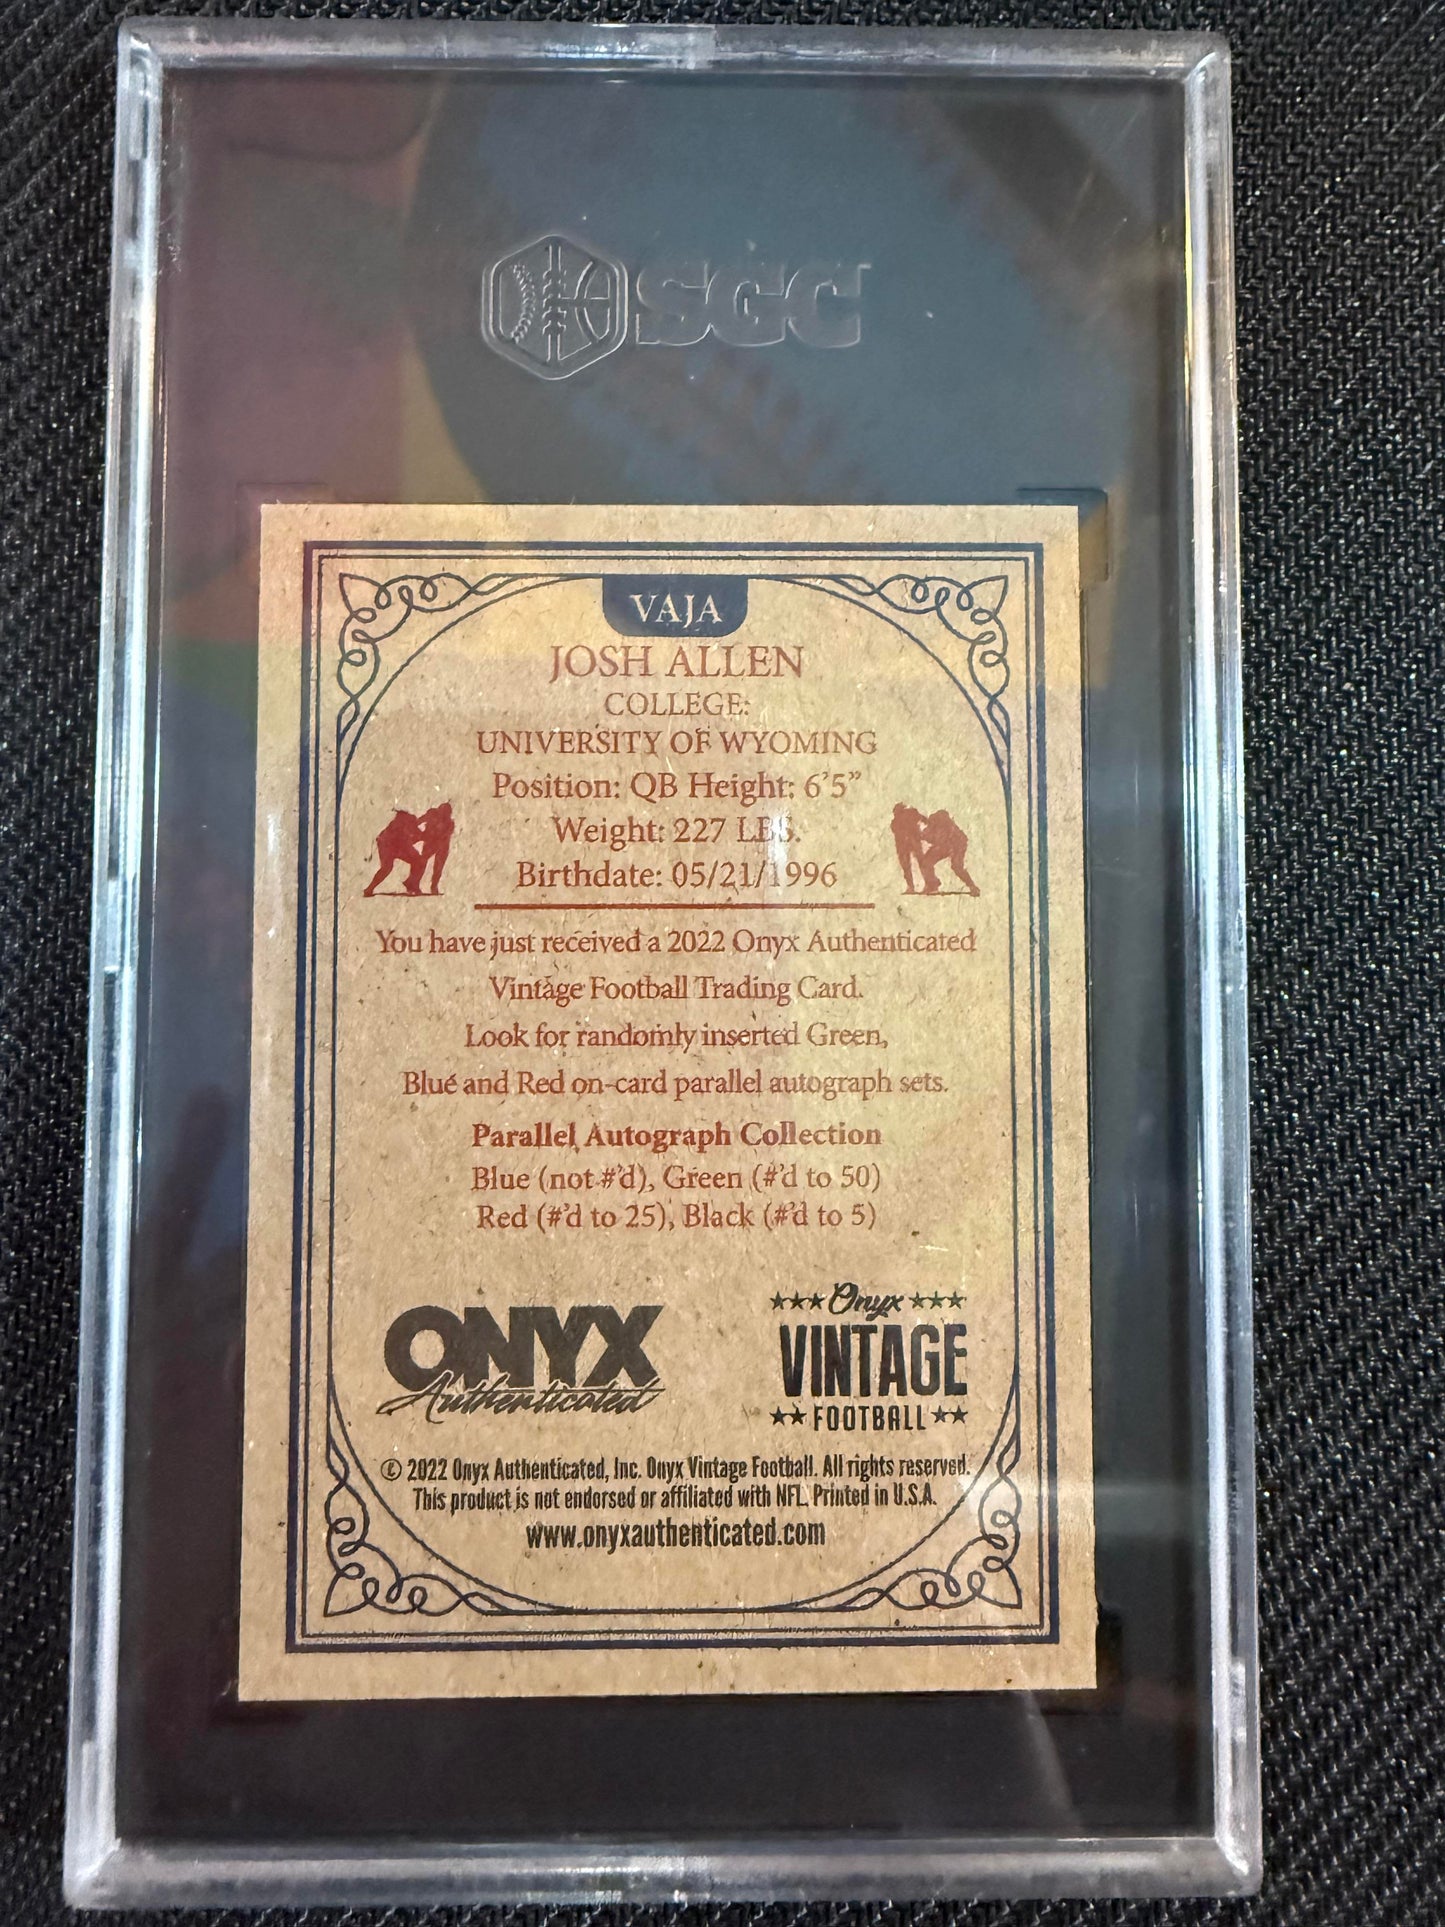 SGC
VAJA
JOSH ALLEN
COLLEGE:
UNIVERSITY OF WYOMING
Position: QB Height: 6’5”
Weight: 227 LBS.
Birthdate: 05/21/1996
You have just received a 2022 Onyx Authenticated
Vintage Football Trading Card.
Look for randomly inserted Green,
Blue and Red on-card parallel autograph sets.
Parallel Autograph Collection
Blue (not #’d), Green (#’d to 50)
Red (#’d to 25), Black (#’d to 5)
ONYX
Authenticated
★★★ Onyx ★★★
VINTAGE
★★ FOOTBALL ★★
© 2022 Onyx Authenticated, Inc. Onyx Vintage Football. All rights reserved.
This product is not endorsed or affiliated with NFL. Printed in U.S.A.
www.onyxauthenticated.com